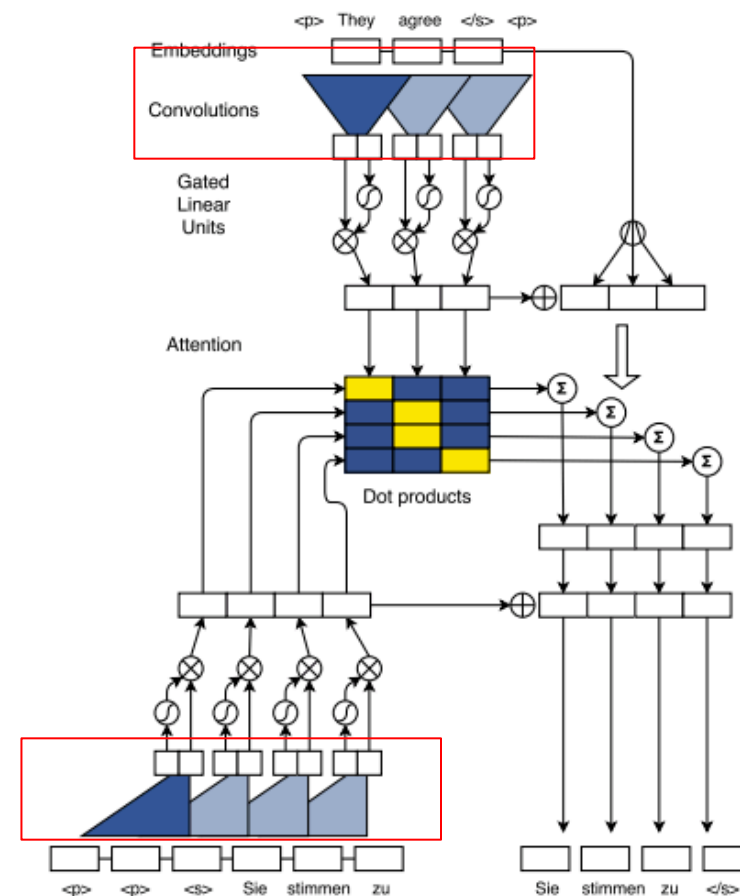 <p> They agree </s> <p>
Embeddings
Convolutions
Gated
Linear
Units
Attention
Σ
Σ
Σ
Σ
Dot products
<p> <p> <s> Sie stimmen zu
Sie stimmen zu </s>